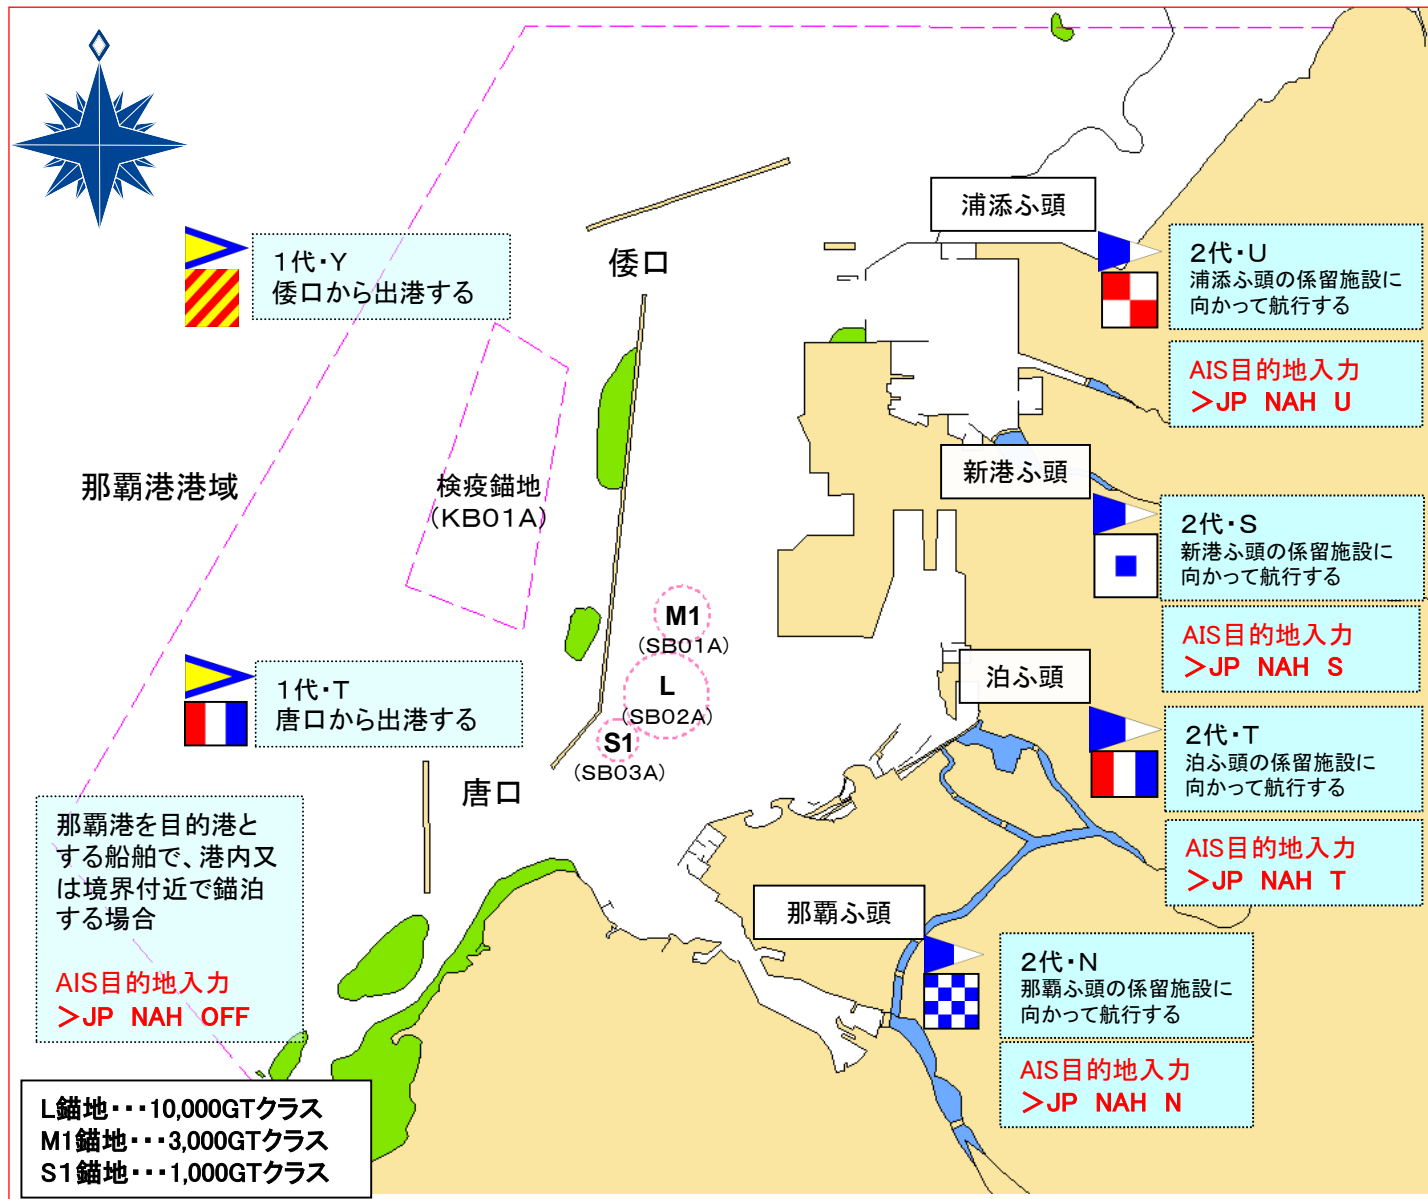 浦添ふ頭
2代・U
浦添ふ頭の係留施設に
向かって航行する
AIS目的地入力
>JP NAH U
1代・Y
倭口から出港する
倭口
新港ふ頭
那覇港港域
検疫錨地
(KB01A)
2代・S
新港ふ頭の係留施設に
向かって航行する
AIS目的地入力
>JP NAH S
M1
(SB01A)
L
(SB02A)
S1
(SB03A)
泊ふ頭
1代・T
唐口から出港する
2代・T
泊ふ頭の係留施設に
向かって航行する
AIS目的地入力
>JP NAH T
唐口
那覇港を目的港と
する船舶で、港内又
は境界付近で錨泊
する場合
AIS目的地入力
>JP NAH OFF
那覇ふ頭
2代・N
那覇ふ頭の係留施設に
向かって航行する
AIS目的地入力
>JP NAH N
L錨地・・・10,000GTクラス
M1錨地・・・3,000GTクラス
S1錨地・・・1,000GTクラス